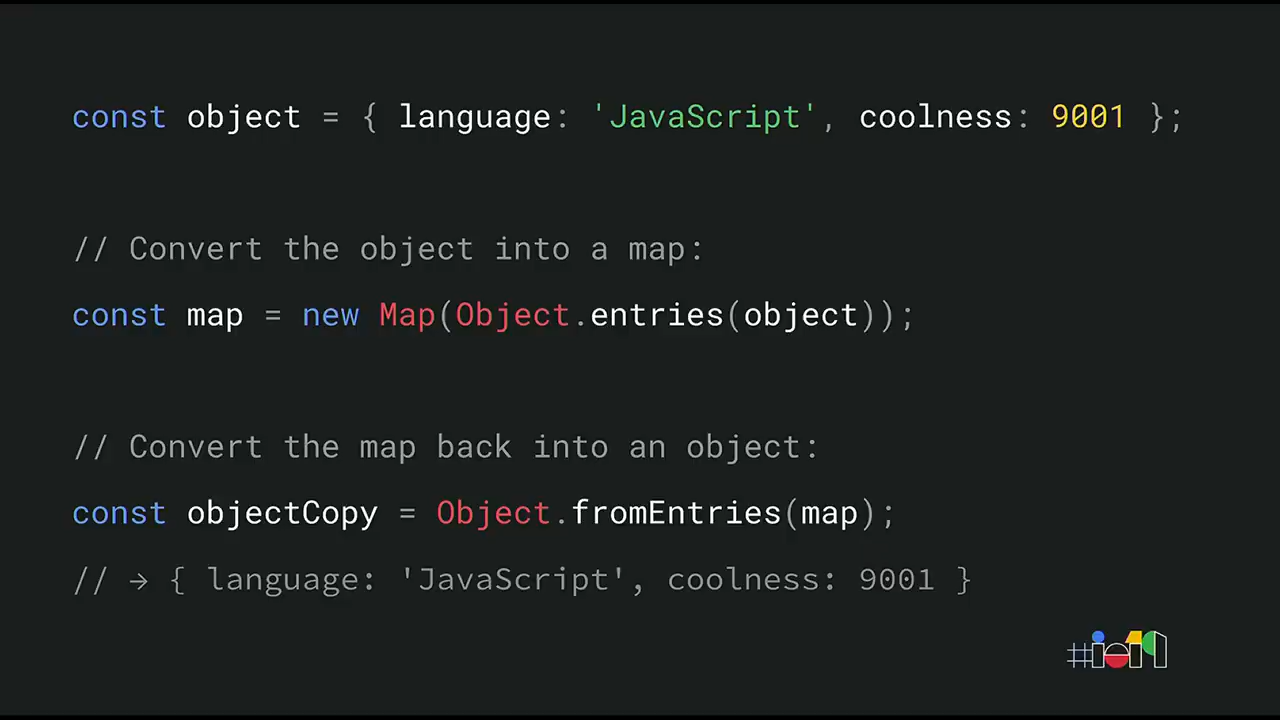 const object = { language: 'JavaScript', coolness: 9001 };
// Convert the object into a map:
const map = new Map(Object.entries(object));
// Convert the map back into an object:
const objectCopy = Object.fromEntries(map);
// → { language: 'JavaScript', coolness: 9001 }
#io19